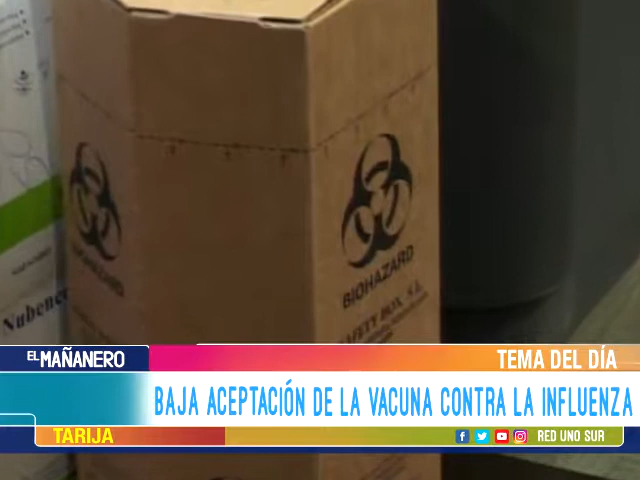 Nubenco
BIOHAZARD
SAFETY BOX, S.L.
EL MAÑANERO
TEMA DEL DÍA
BAJA ACEPTACIÓN DE LA VACUNA CONTRA LA INFLUENZA
TARIJA
RED UNO SUR